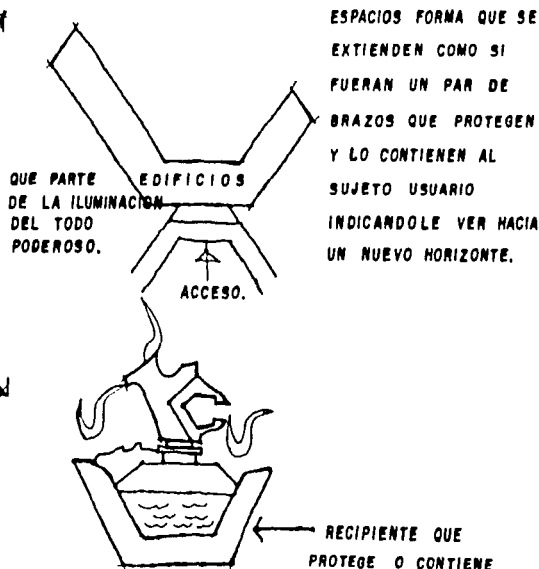 ESPACIOS FORMA QUE SE
EXTIENDEN COMO SI
FUERAN UN PAR DE
BRAZOS QUE PROTEGEN
Y LO CONTIENEN AL
SUJETO USUARIO
INDICANDOLE VER HACIA
UN NUEVO HORIZONTE.
QUE PARTE
DE LA ILUMINACION
DEL TODO
PODEROSO.
EDIFICIOS
ACCESO.
RECIPIENTE QUE
PROTEGE O CONTIENE